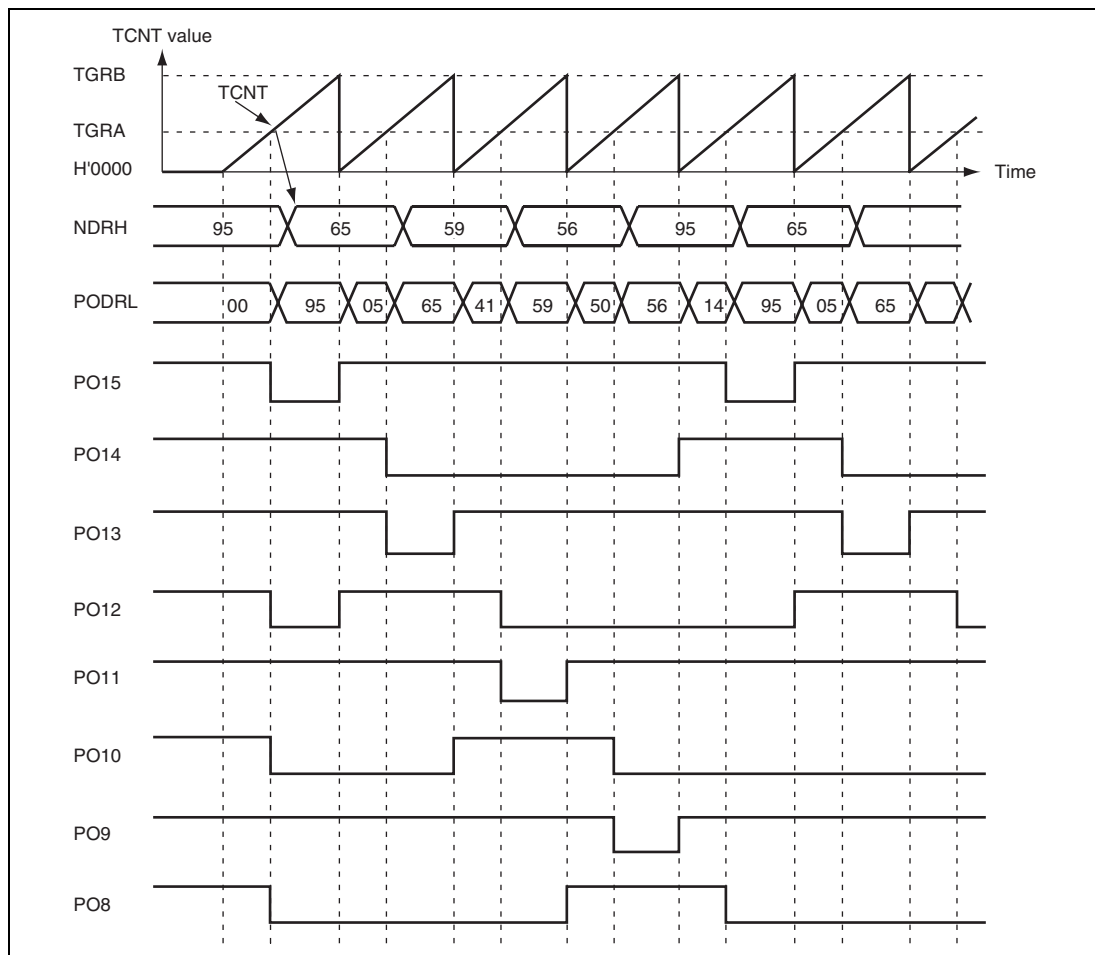 TCNT value
TGRB
TCNT
TGRA
H'0000
Time
NDRH
95 65 59 56 95 65
PODRL
00 95 05 65 41 59 50 56 14 95 05 65
PO15
PO14
PO13
PO12
PO11
PO10
PO9
PO8